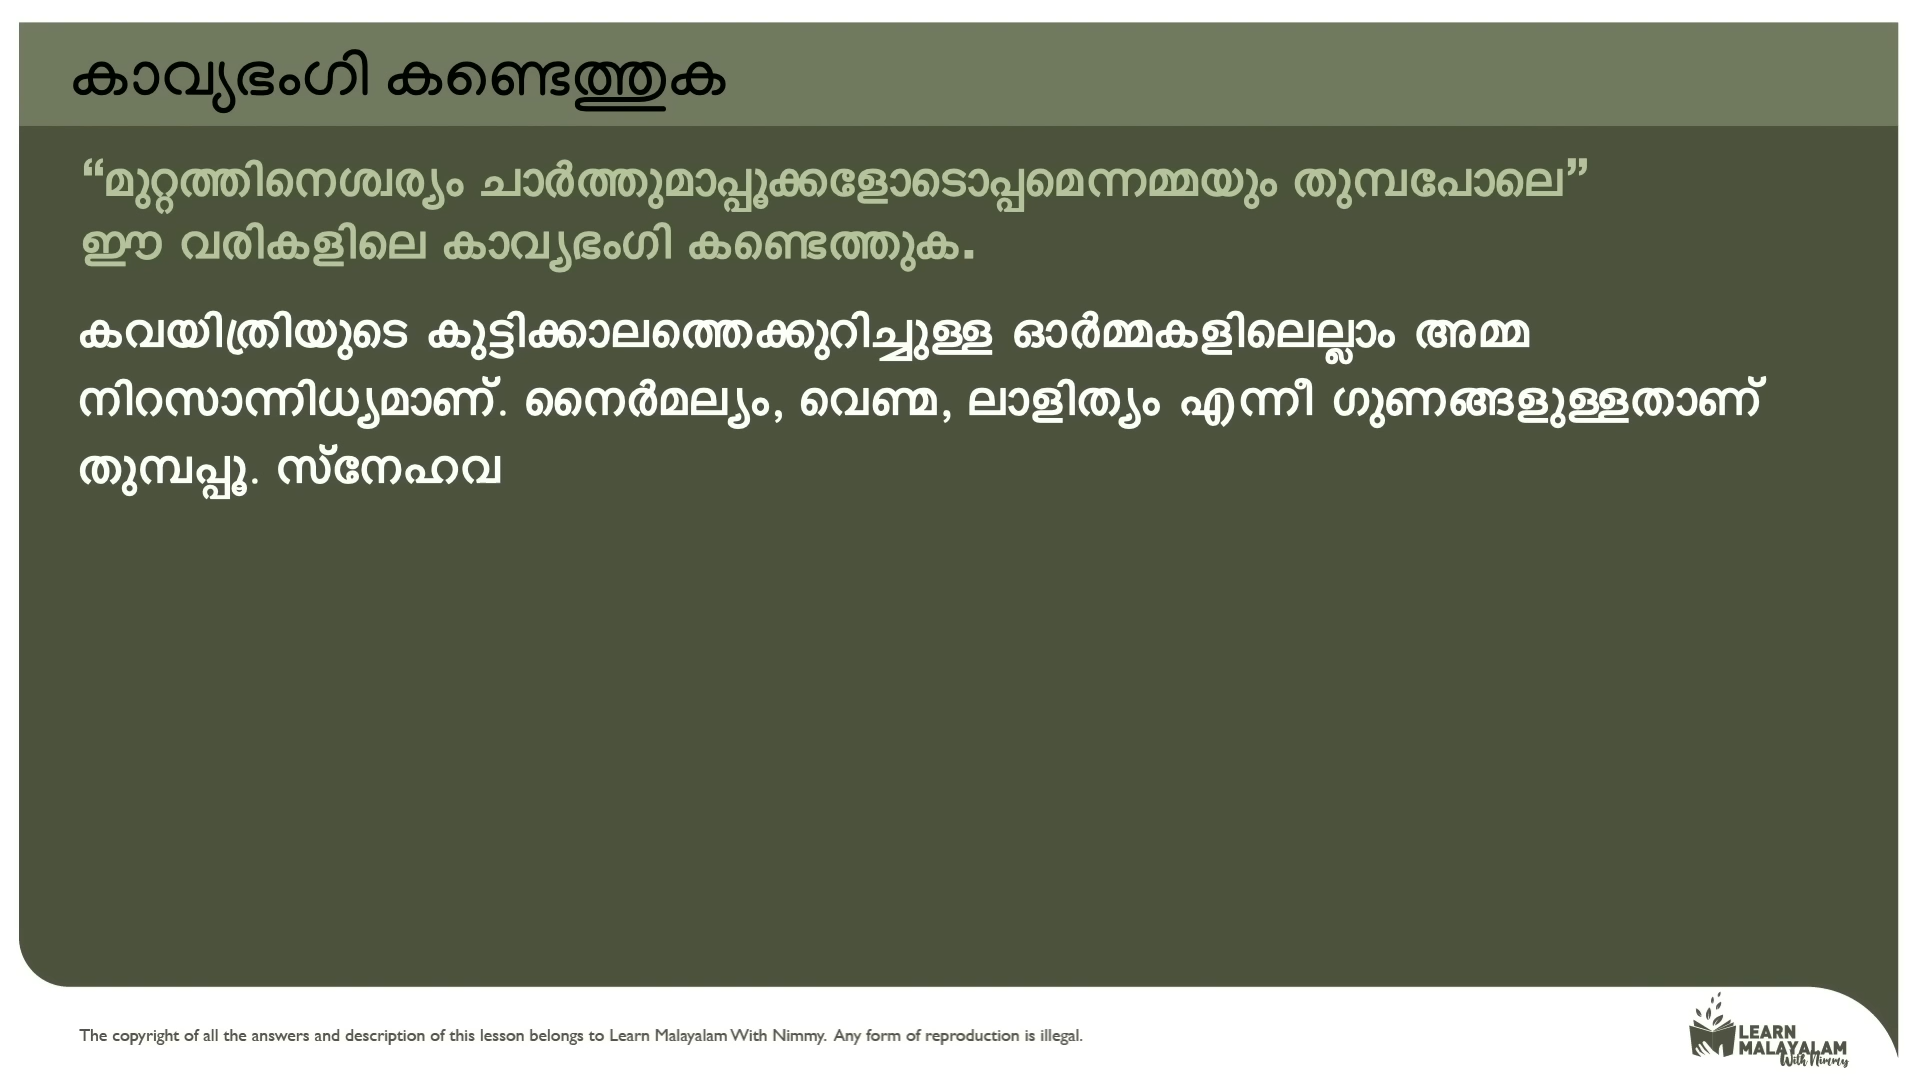 കാവ്യഭംഗി കണ്ടെത്തുക
“മുറ്റത്തിനെശ്വര്യം ചാർത്തുമാപ്പൂക്കളോടൊപ്പമെന്നമ്മയും തുമ്പപോലെ”
ഈ വരികളിലെ കാവ്യഭംഗി കണ്ടെത്തുക.
കവയിത്രിയുടെ കുട്ടിക്കാലത്തെക്കുറിച്ചുള്ള ഓർമ്മകളിലെല്ലാം അമ്മ
നിറസാന്നിധ്യമാണ്. നൈർമല്യം, വെണ്മ, ലാളിത്യം എന്നീ ഗുണങ്ങളുള്ളതാണ്
തുമ്പപ്പൂ. സ്നേഹവ
The copyright of all the answers and description of this lesson belongs to Learn Malayalam With Nimmy. Any form of reproduction is illegal.
LEARN
MALAYALAM
With Nimmy